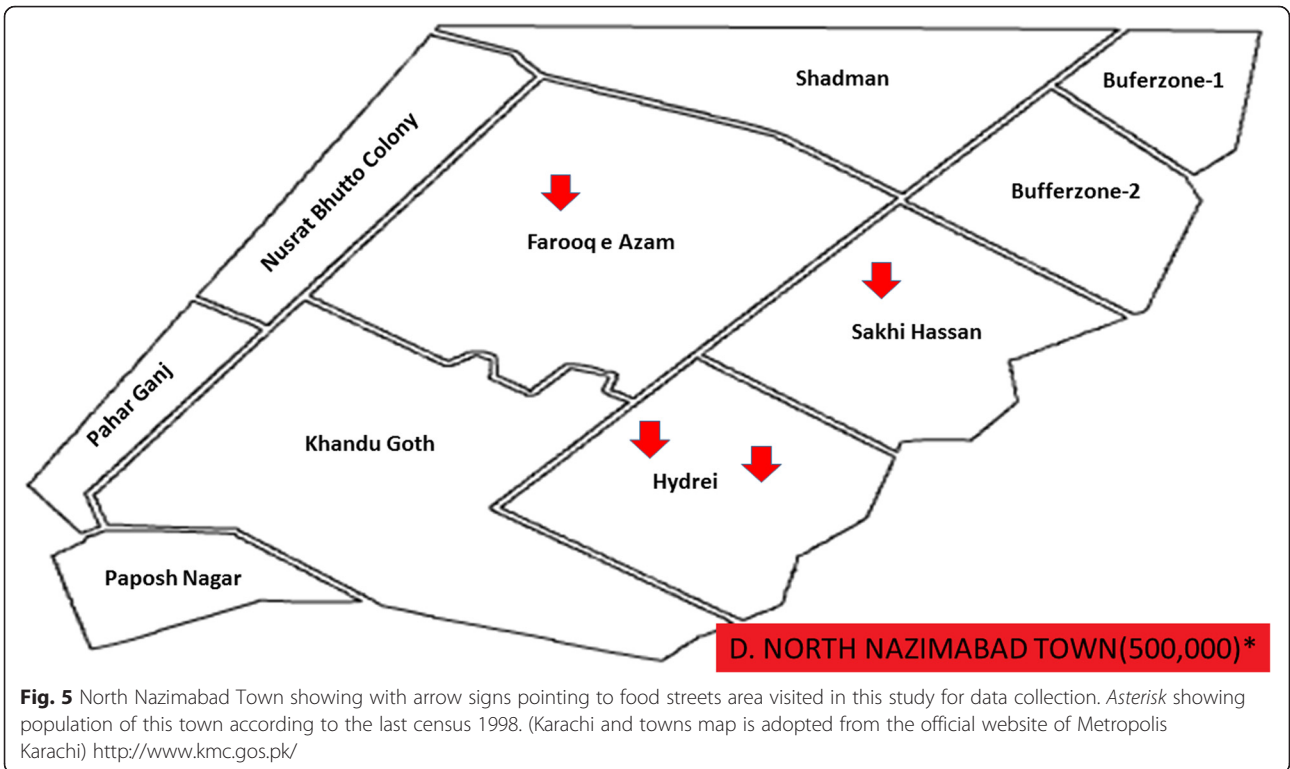 Shadman
Buferzone-1
Nusrat Bhutto Colony
Bufferzone-2
Farooq e Azam
Sakhi Hassan
Pahar Ganj
Khandu Goth
Hydrei
Paposh Nagar
D. NORTH NAZIMABAD TOWN(500,000)*
Fig. 5 North Nazimabad Town showing with arrow signs pointing to food streets area visited in this study for data collection. Asterisk showing
population of this town according to the last census 1998. (Karachi and towns map is adopted from the official website of Metropolis
Karachi) http://www.kmc.gos.pk/